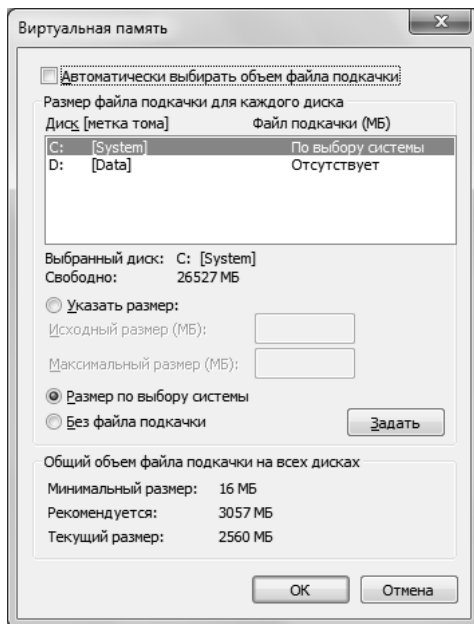 Виртуальная память
Автоматически выбирать объем файла подкачки
Размер файла подкачки для каждого диска
Диск [метка тома] Файл подкачки (МБ)
C: [System] По выбору системы
D: [Data] Отсутствует
Выбранный диск: C: [System]
Свободно: 26527 МБ
Указать размер:
Исходный размер (МБ):
Максимальный размер (МБ):
Размер по выбору системы
Без файла подкачки
Задать
Общий объем файла подкачки на всех дисках
Минимальный размер: 16 МБ
Рекомендуется: 3057 МБ
Текущий размер: 2560 МБ
ОК Отмена